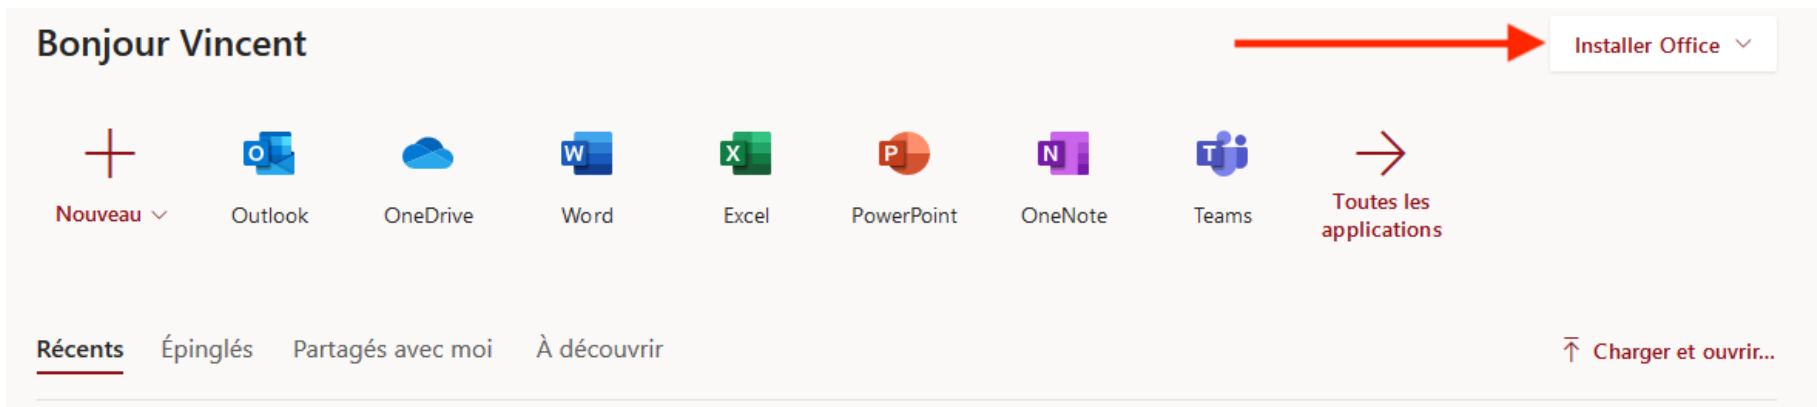 Bonjour Vincent
Installer Office
Nouveau
Outlook
OneDrive
Word
Excel
PowerPoint
OneNote
Teams
Toutes les
applications
Récents
Épinglés
Partagés avec moi
À découvrir
Charger et ouvrir...